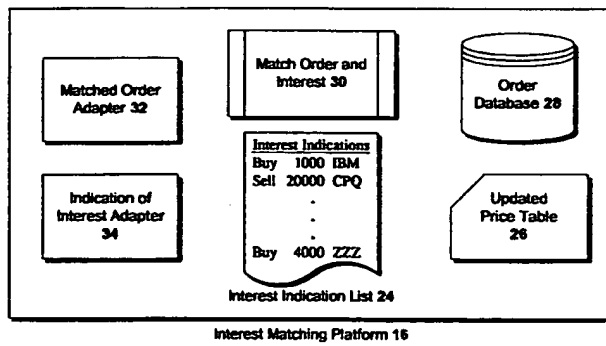 Matched Order
Adapter 32
Match Order and
Interest 30
Order
Database 28
Indication of
Interest Adapter
34
Interest Indications
Buy 1000 IBM
Sell 20000 CPQ
.
.
.
Buy 4000 ZZZ
Updated
Price Table
26
Interest Indication List 24
Interest Matching Platform 16